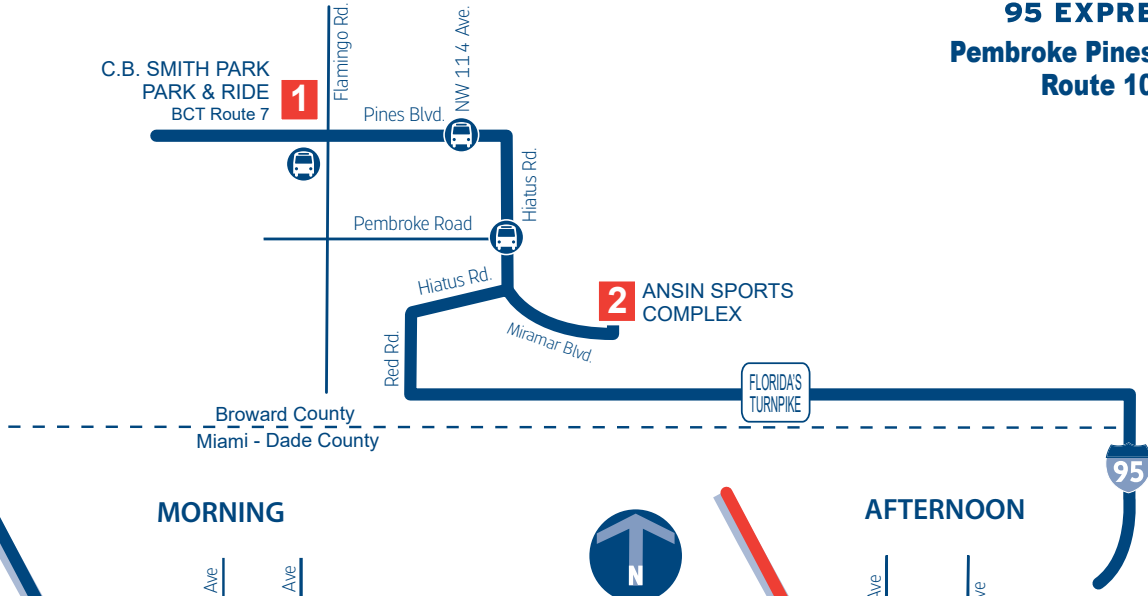 95 EXPRE
Pembroke Pines
Route 10
C.B. SMITH PARK
PARK & RIDE
BCT Route 7
1
Flamingo Rd.
NW 114 Ave.
Pines Blvd.
Hiatus Rd.
Pembroke Road
Hiatus Rd.
2
ANSIN SPORTS
COMPLEX
Miramar Blvd.
Red Rd.
FLORIDA'S
TURNPIKE
Broward County
Miami - Dade County
95
MORNING
AFTERNOON
N
Ave
Ave
Ave
ve